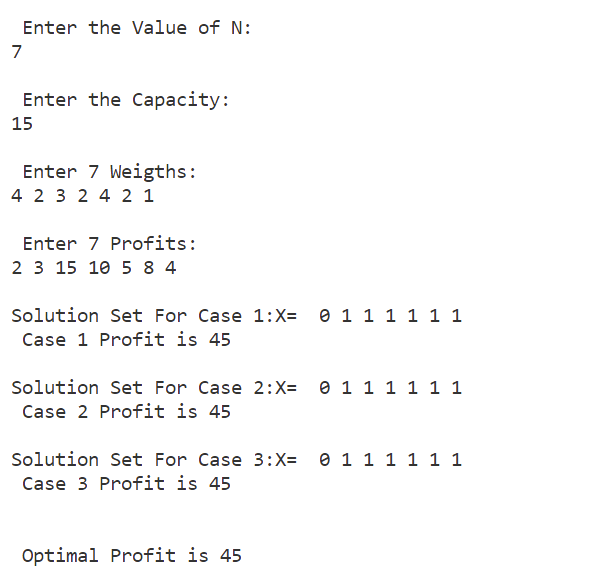 Enter the Value of N:
7
Enter the Capacity:
15
Enter 7 Weigths:
4 2 3 2 4 2 1
Enter 7 Profits:
2 3 15 10 5 8 4
Solution Set For Case 1:X=  0 1 1 1 1 1 1
Case 1 Profit is 45
Solution Set For Case 2:X=  0 1 1 1 1 1 1
Case 2 Profit is 45
Solution Set For Case 3:X=  0 1 1 1 1 1 1
Case 3 Profit is 45
Optimal Profit is 45